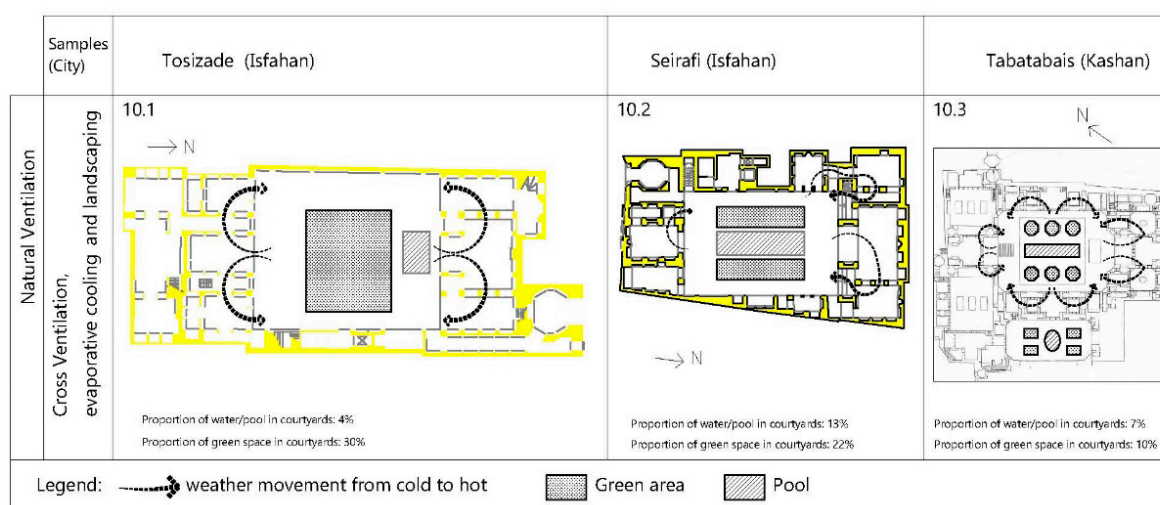 Samples
(City)
Tosizade (Isfahan)
Seirafi (Isfahan)
Tabatabais (Kashan)
Natural Ventilation
Cross Ventilation,
evaporative cooling and landscaping
10.1
N
Proportion of water/pool in courtyards: 4%
Proportion of green space in courtyards: 30%
10.2
N
Proportion of water/pool in courtyards: 13%
Proportion of green space in courtyards: 22%
10.3
N
Proportion of water/pool in courtyards: 7%
Proportion of green space in courtyards: 10%
Legend: weather movement from cold to hot Green area Pool